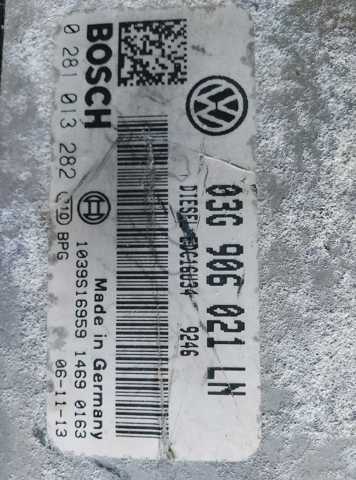 03G 906 021 LN
DIESEL EDC16U34 9246
BOSCH
0 281 013 282 BPG
Made in Germany
1039S16959 1469 0163
06-11-13